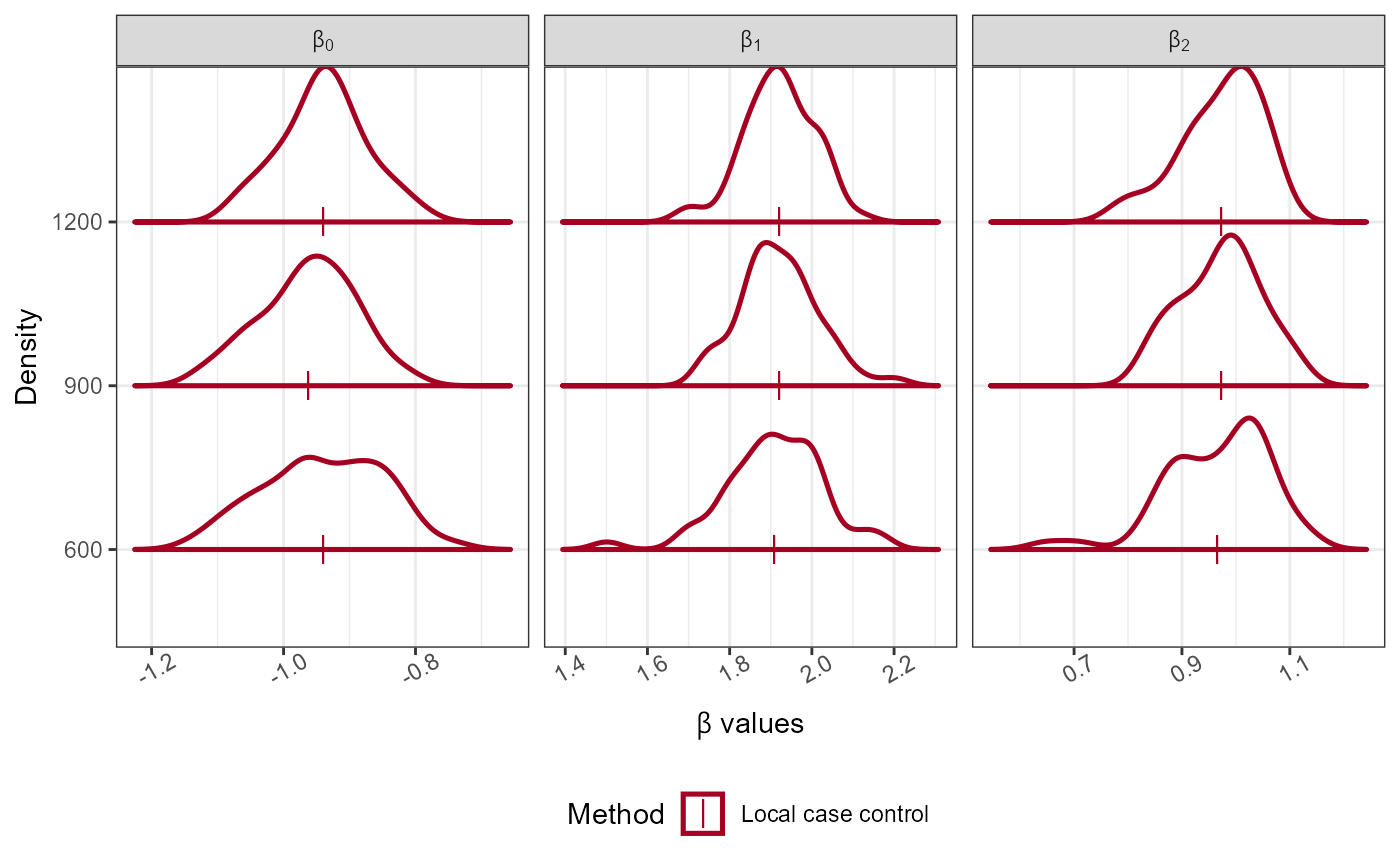 β0 β1 β2
Density
1200
900
600
-1.2 -1.0 -0.8 1.4 1.6 1.8 2.0 2.2 0.7 0.9 1.1
β values
Method Local case control